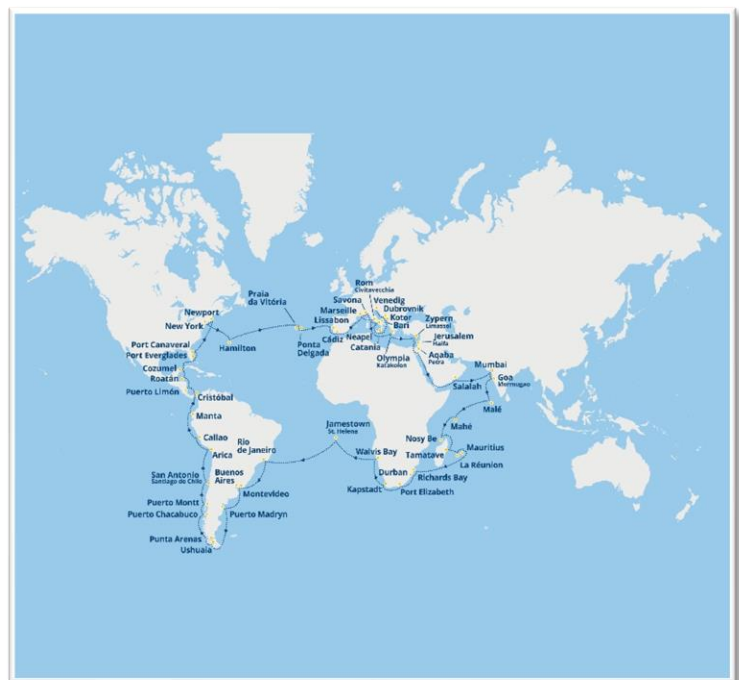 Rom
Civitavecchia
Praia
da Vitória
Savona
Venedig
Dubrovnik
Marseille
Kotor
Newport
Lissabon
Bari
Zypern
Limassol
New York
Cádiz
Neapel
Jerusalem
Haifa
Port Canaveral
Hamilton
Ponta
Delgada
Catania
Aqaba
Petra
Port Everglades
Olympia
Katakolon
Mumbai
Cozumel
Goa
Mormugao
Roatán
Salalah
Puerto Limón
Cristóbal
Malé
Manta
Jamestown
St. Helena
Mahé
Callao
Rio
de Janeiro
Nosy Be
Mauritius
Arica
Walvis Bay
Tamatave
La Réunion
San Antonio
Santiago de Chile
Buenos
Aires
Durban
Richards Bay
Montevideo
Kapstadt
Port Elizabeth
Puerto Montt
Puerto Chacabuco
Puerto Madryn
Punta Arenas
Ushuaia